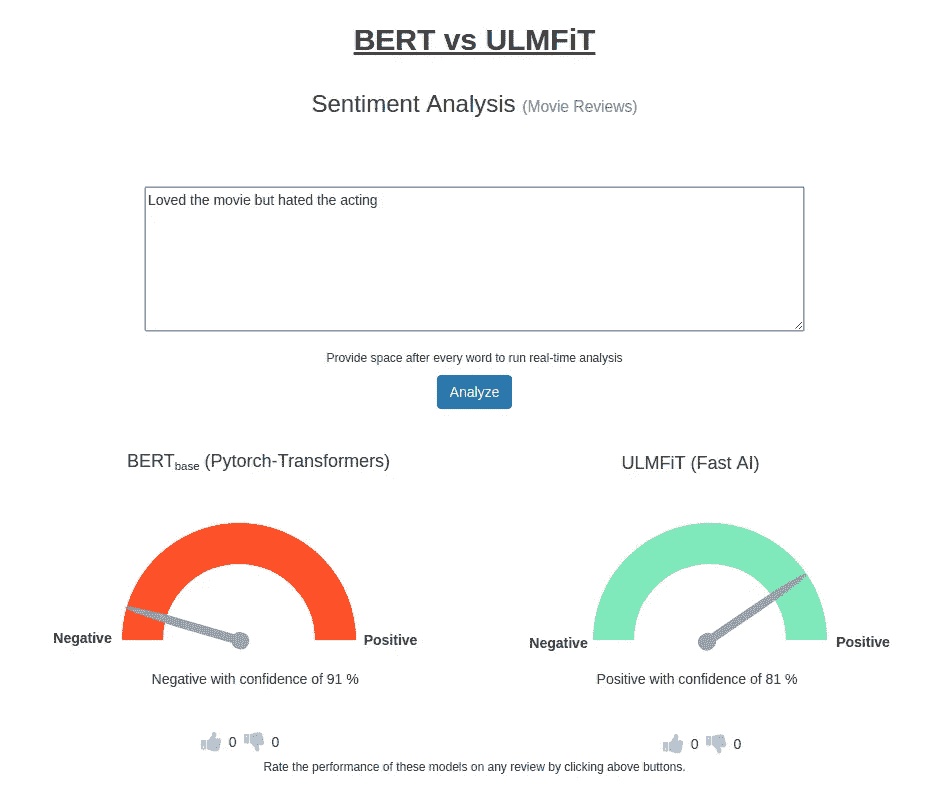 BERT vs ULMFiT
Sentiment Analysis (Movie Reviews)
Loved the movie but hated the acting
Provide space after every word to run real-time analysis
Analyze
BERTbase (Pytorch-Transformers)
ULMFiT (Fast AI)
Negative
Positive
Negative
Positive
Negative with confidence of 91 %
Positive with confidence of 81 %
0 0
0 0
Rate the performance of these models on any review by clicking above buttons.